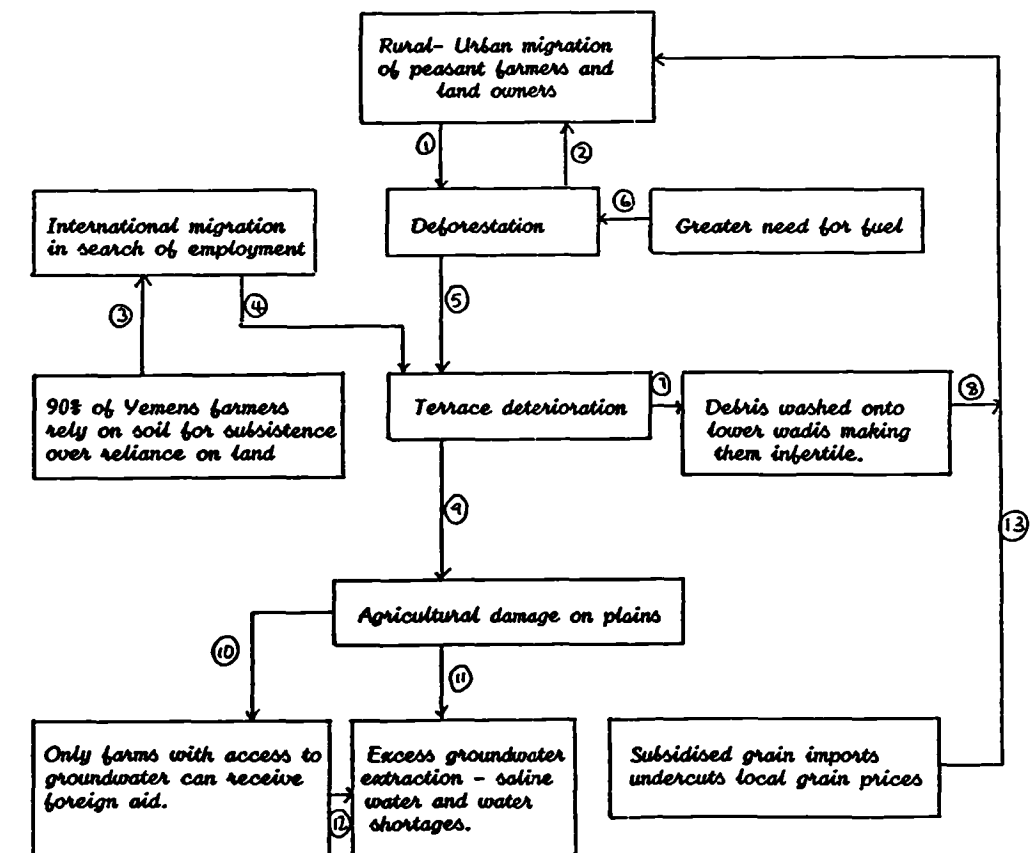 Rural- Urban migration
of peasant farmers and
land owners
①
②
International migration
in search of employment
Deforestation
⑥
Greater need for fuel
③
④
⑤
90% of Yemens farmers
rely on soil for subsistence
over reliance on land
Terrace deterioration
⑦
Debris washed onto
lower wadis making
them infertile.
⑧
⑨
⑬
Agricultural damage on plains
⑩
⑪
Only farms with access to
groundwater can receive
foreign aid.
⑫
Excess groundwater
extraction - saline
water and water
shortages.
Subsidised grain imports
undercuts local grain prices